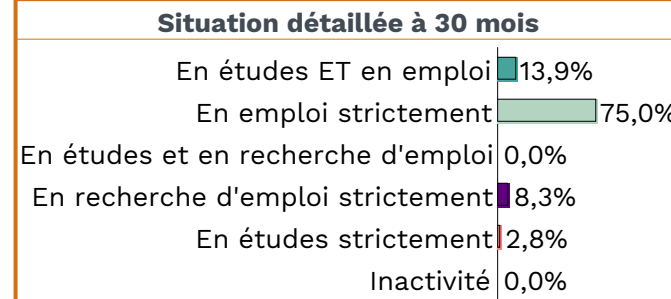 Situation détaillée à 30 mois
En études ET en emploi 13,9%
En emploi strictement 75,0%
En études et en recherche d'emploi 0,0%
En recherche d'emploi strictement 8,3%
En études strictement 2,8%
Inactivité 0,0%